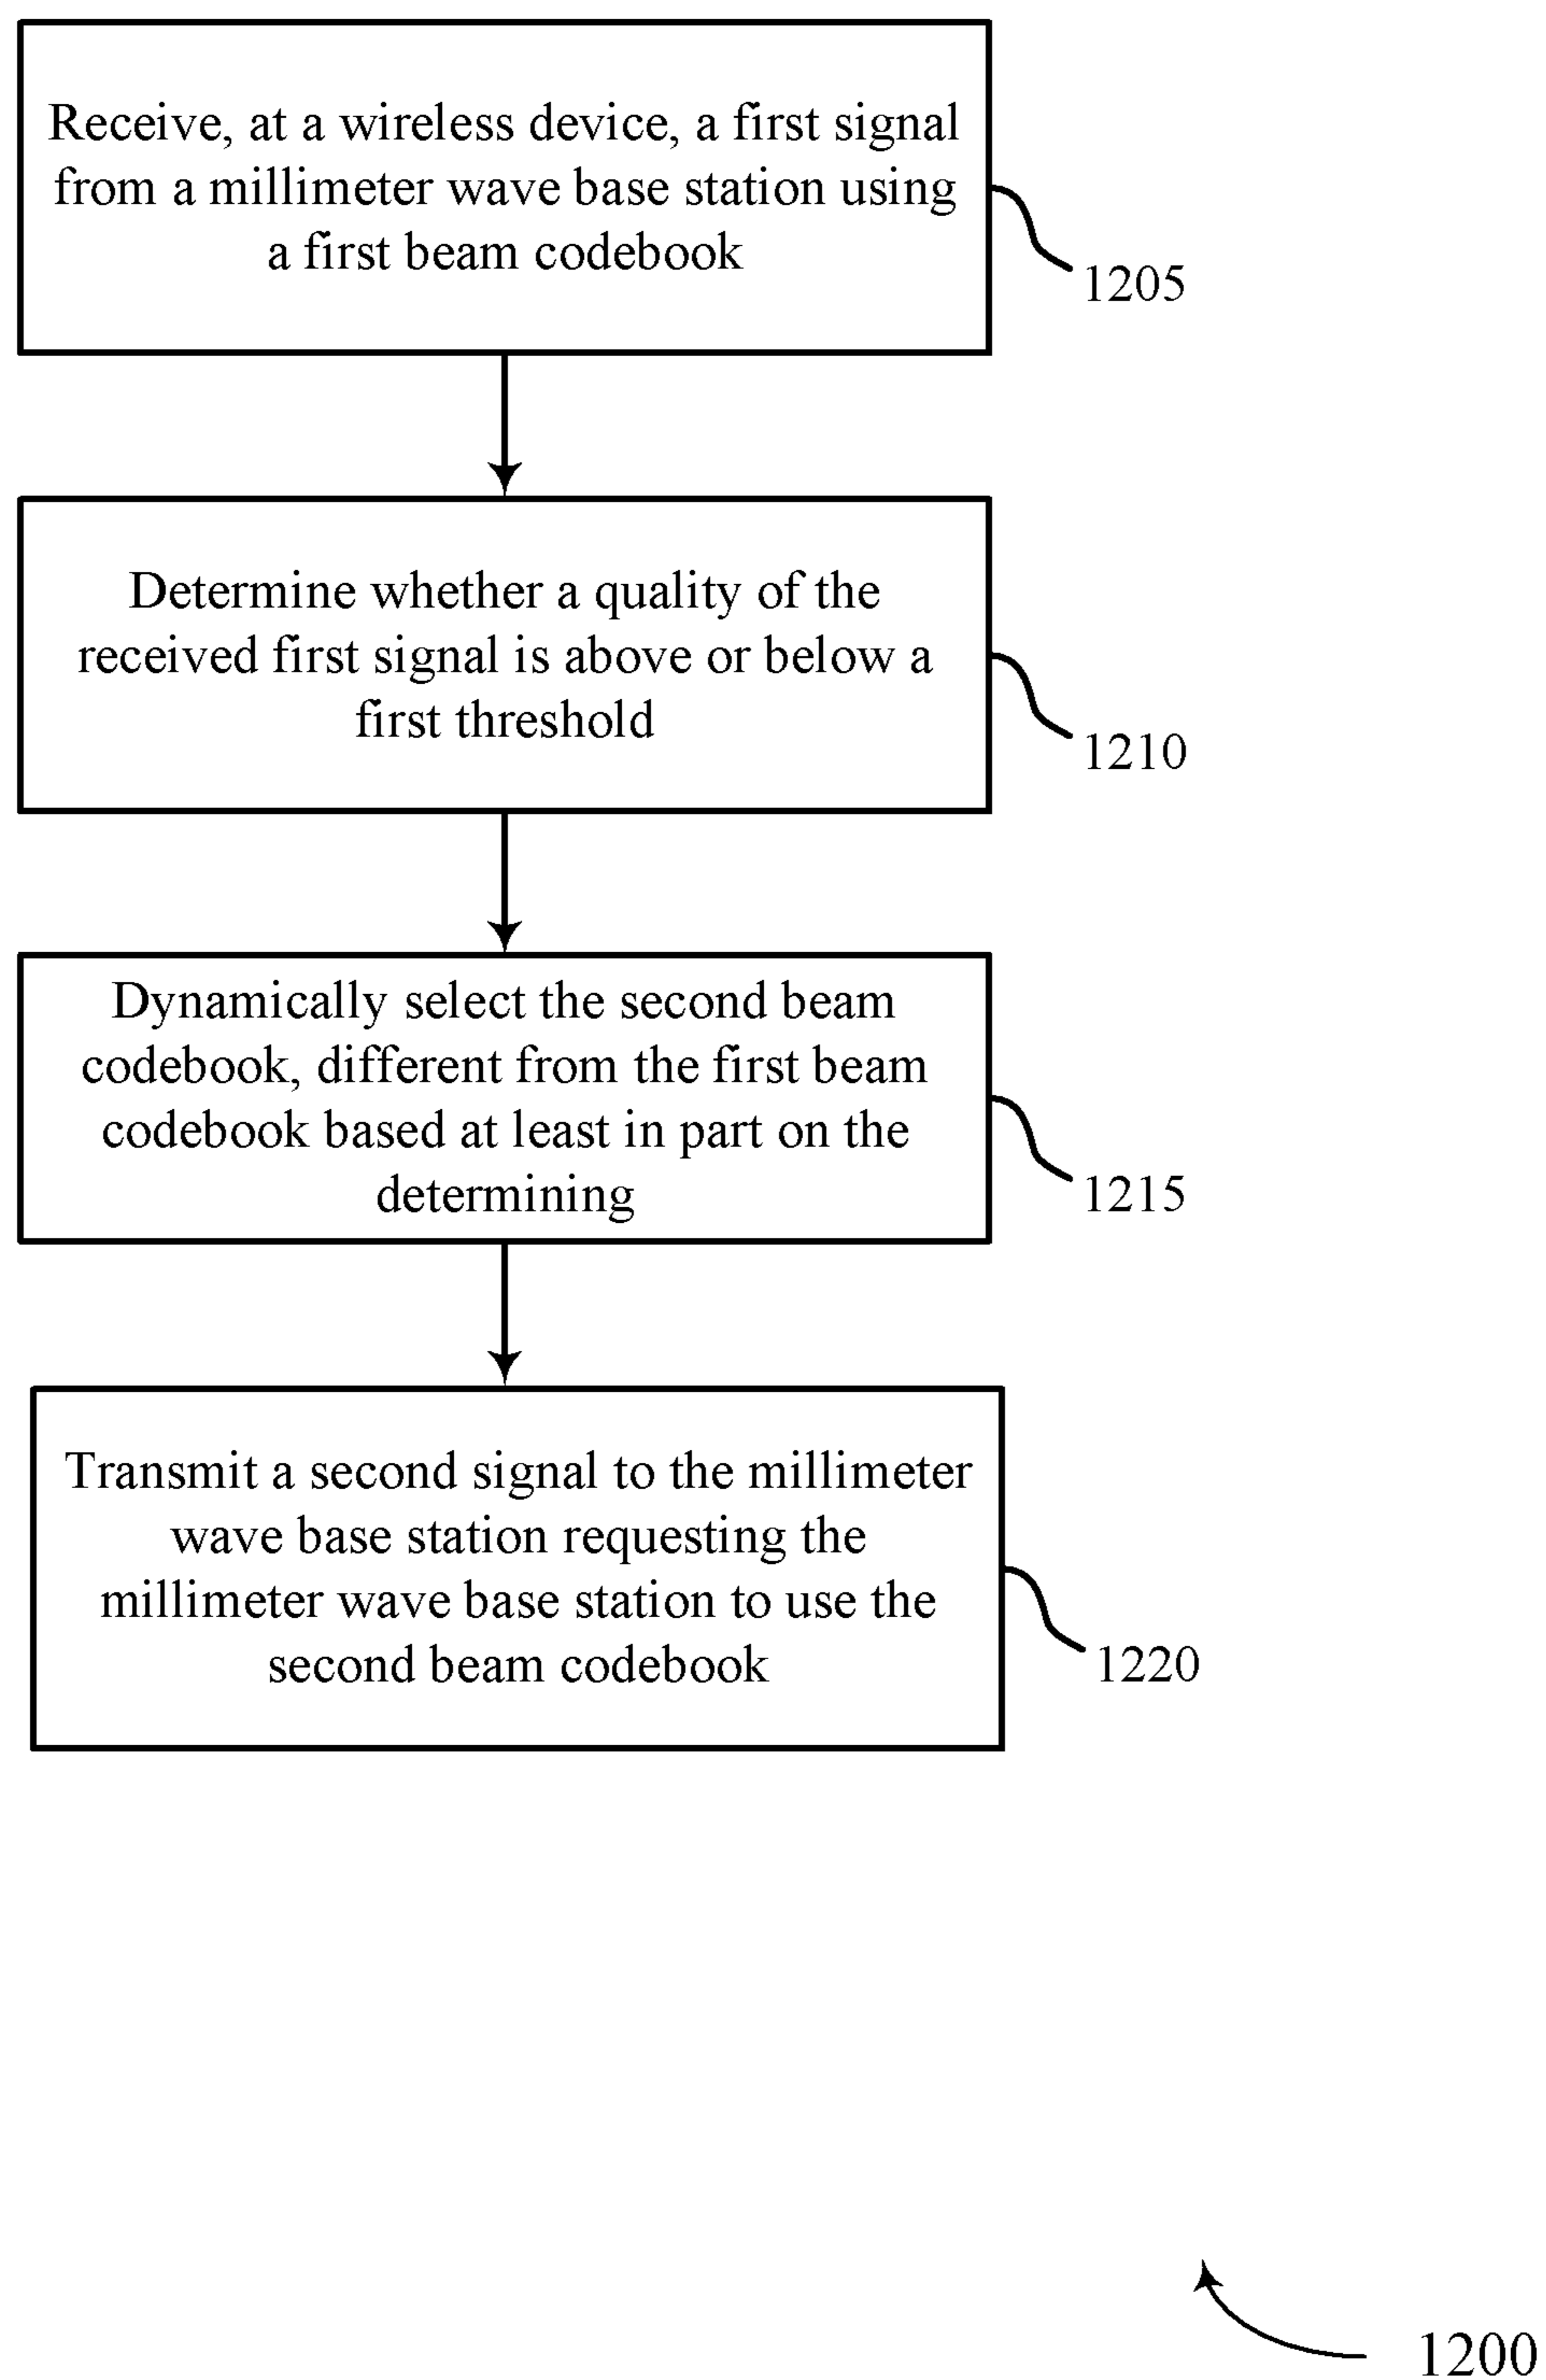 Receive, at a wireless device, a first signal
from a millimeter wave base station using
a first beam codebook
1205
Determine whether a quality of the
received first signal is above or below a
first threshold
1210
Dynamically select the second beam
codebook, different from the first beam
codebook based at least in part on the
determining
1215
Transmit a second signal to the millimeter
wave base station requesting the
millimeter wave base station to use the
second beam codebook
1220
1200